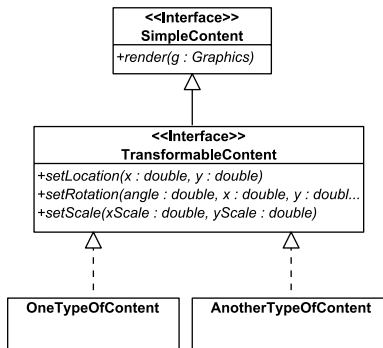 <<Interface>>
SimpleContent
+render(g : Graphics)
<<Interface>>
TransformableContent
+setLocation(x : double, y : double)
+setRotation(angle : double, x : double, y : doubl...
+setScale(xScale : double, yScale : double)
OneTypeOfContent
AnotherTypeOfContent